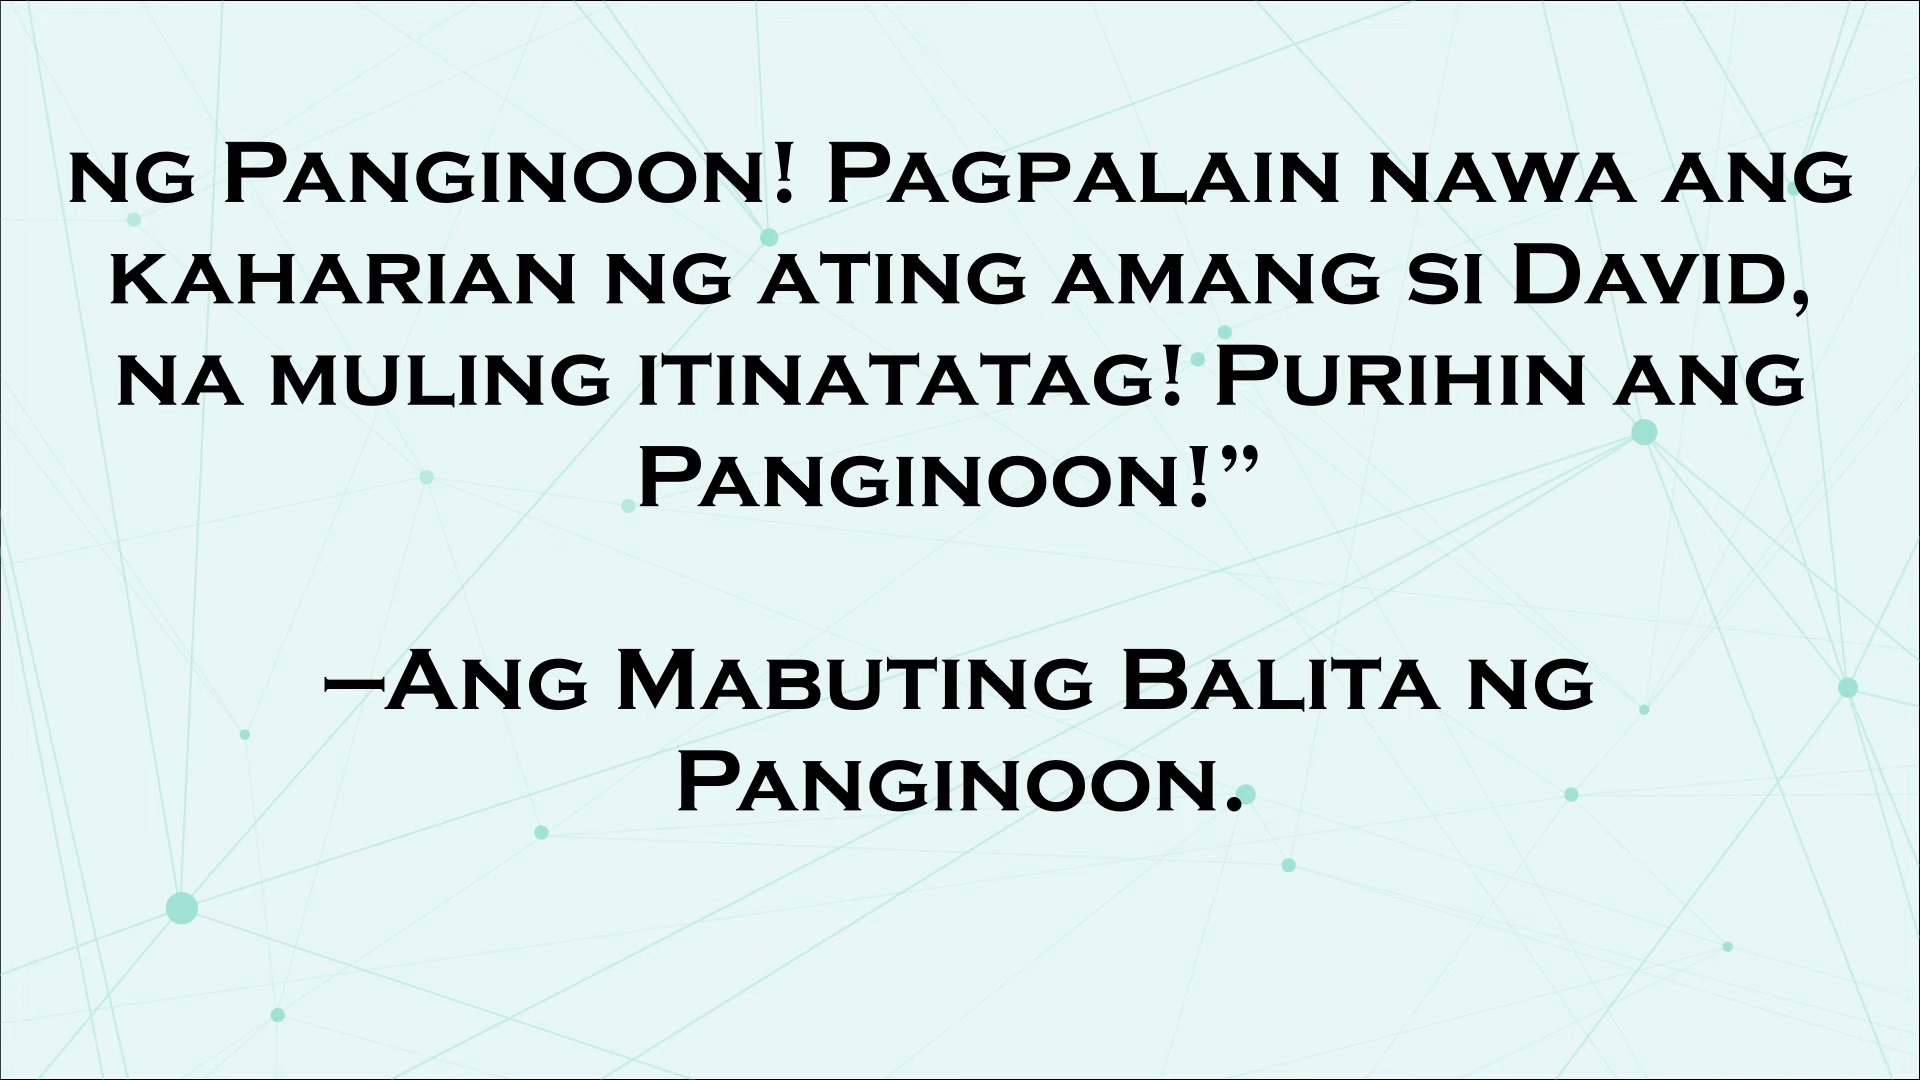 ng Panginoon! Pagpalain nawa ang
kaharian ng ating amang si David,
na muling itinatatag! Purihin ang
Panginoon!”
–Ang Mabuting Balita ng
Panginoon.